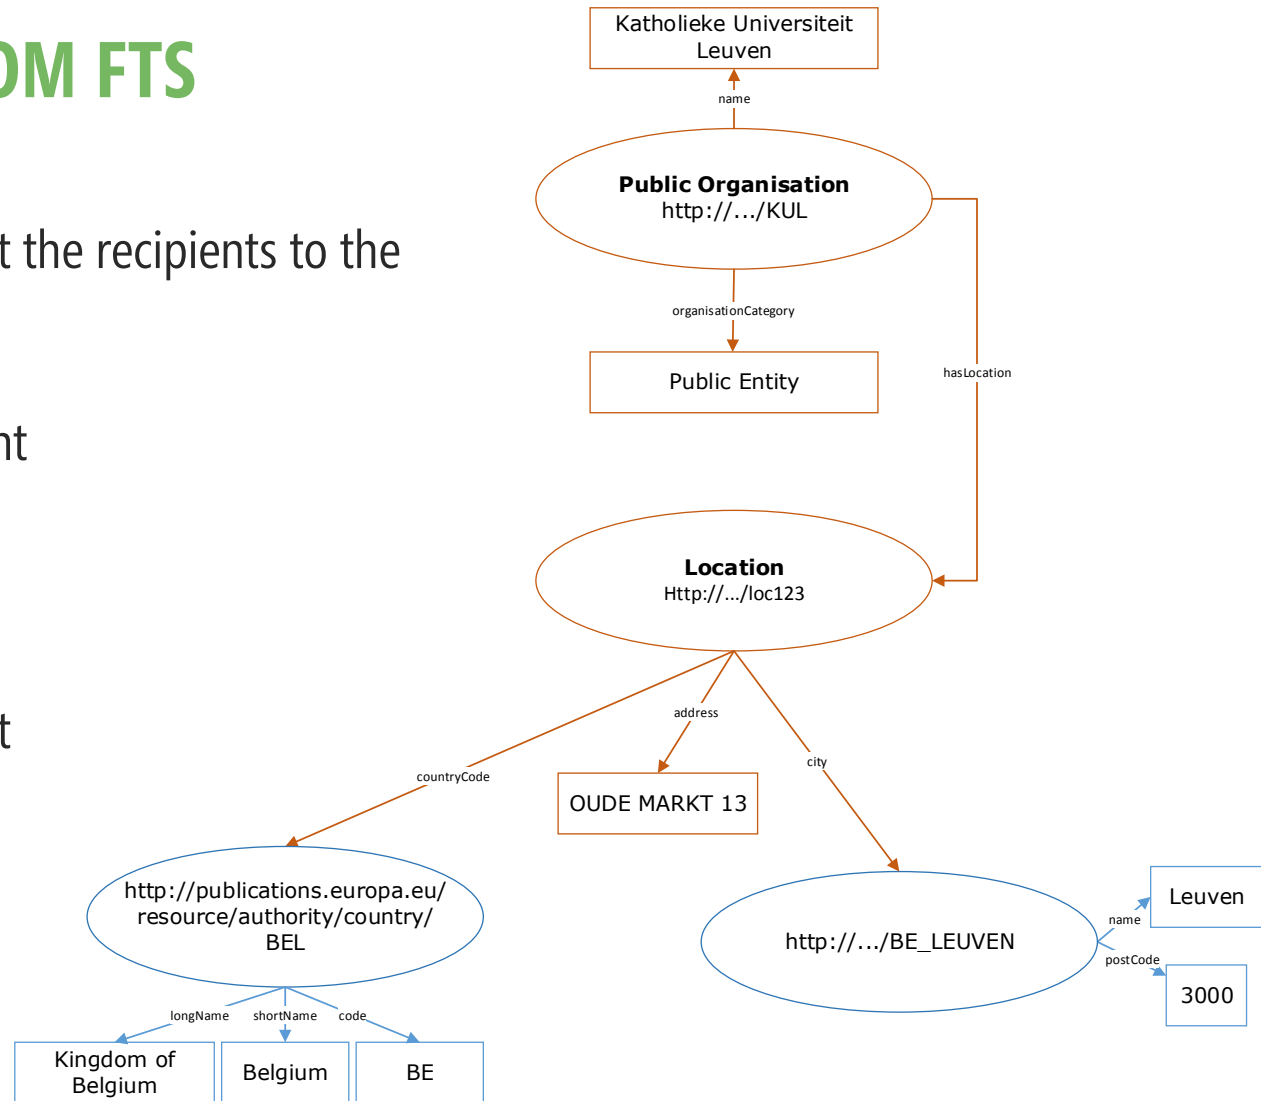 OM FTS
t the recipients to the
nt
t
Katholieke Universiteit
Leuven
name
Public Organisation
http://.../KUL
organisationCategory
Public Entity
hasLocation
Location
Http://.../loc123
countryCode
address
city
OUDE MARKT 13
http://publications.europa.eu/
resource/authority/country/
BEL
http://.../BE_LEUVEN
name
Leuven
postCode
3000
longName
shortName
code
Kingdom of
Belgium
Belgium
BE